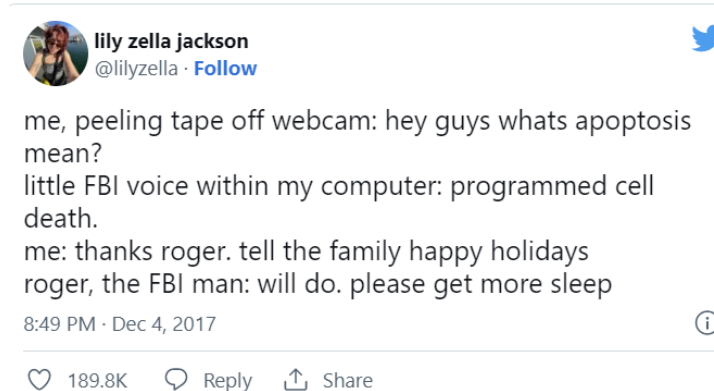 lily zella jackson
@lilyzella · Follow
me, peeling tape off webcam: hey guys whats apoptosis
mean?
little FBI voice within my computer: programmed cell
death.
me: thanks roger. tell the family happy holidays
roger, the FBI man: will do. please get more sleep
8:49 PM · Dec 4, 2017
189.8K Reply Share